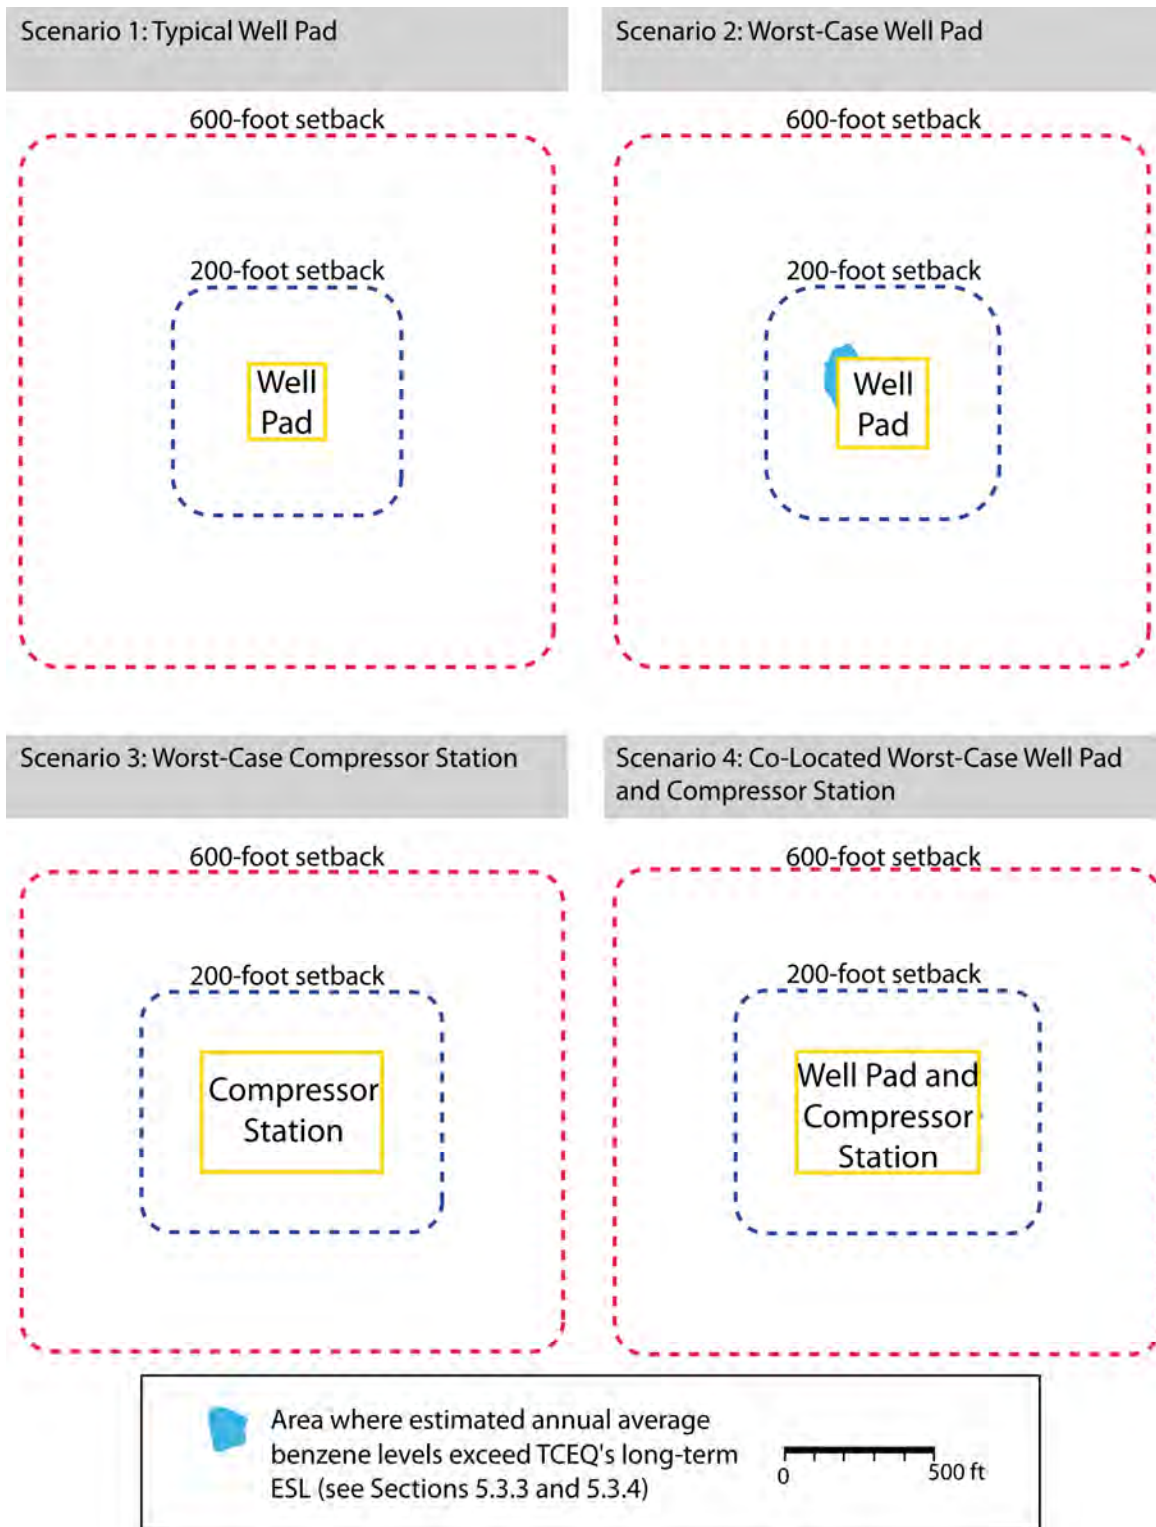 Scenario 1: Typical Well Pad
600-foot setback
200-foot setback
Well
Pad
Scenario 2: Worst-Case Well Pad
600-foot setback
200-foot setback
Well
Pad
Scenario 3: Worst-Case Compressor Station
600-foot setback
200-foot setback
Compressor
Station
Scenario 4: Co-Located Worst-Case Well Pad
and Compressor Station
600-foot setback
200-foot setback
Well Pad and
Compressor
Station
Area where estimated annual average
benzene levels exceed TCEQ's long-term
ESL (see Sections 5.3.3 and 5.3.4)
0 500 ft